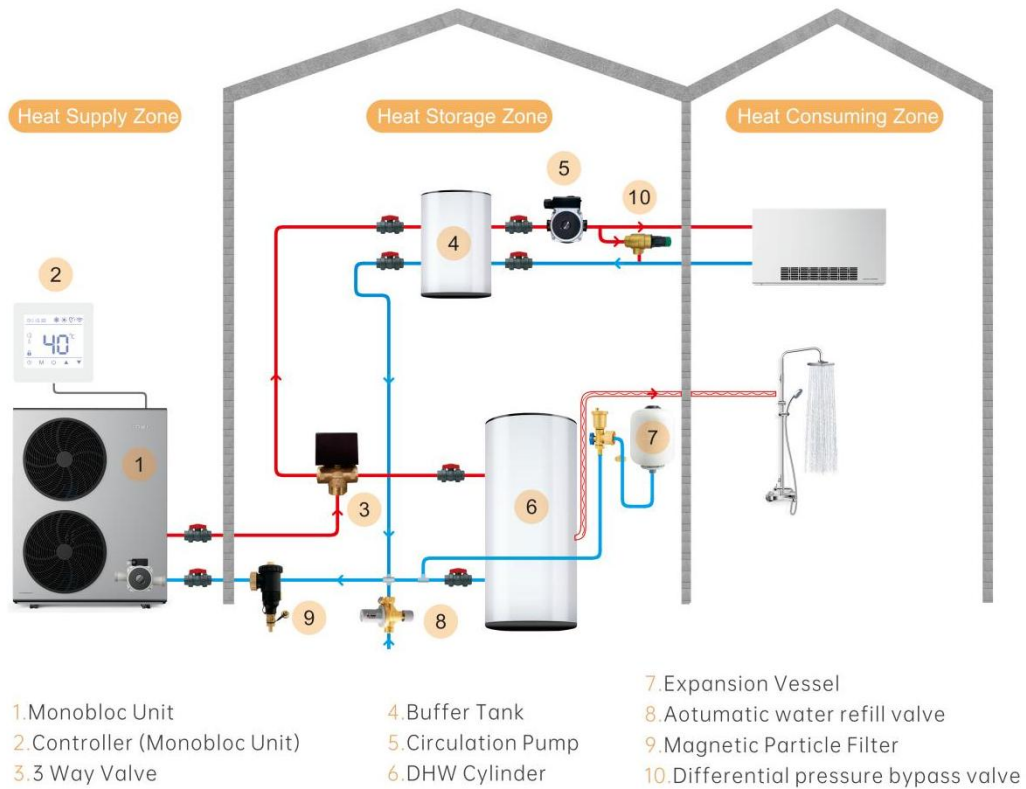 Heat Supply Zone
Heat Storage Zone
Heat Consuming Zone
5
10
4
2
40℃
7
1
3
6
9
8
1.Monobloc Unit
2.Controller (Monobloc Unit)
3.3 Way Valve
4.Buffer Tank
5.Circulation Pump
6.DHW Cylinder
7.Expansion Vessel
8.Aotumatic water refill valve
9.Magnetic Particle Filter
10.Differential pressure bypass valve